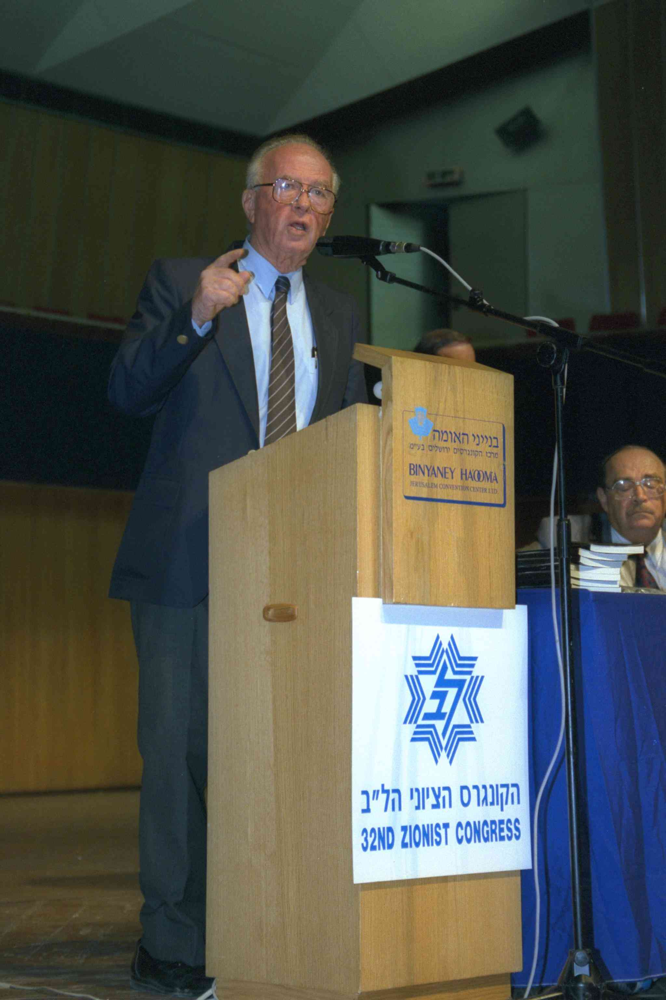 בנייני האומה
מרכז הקונגרסים ירושלים בע״מ
BINYANEY HA'OOMA
JERUSALEM CONVENTION CENTER LTD.
לב
הקונגרס הציוני הל״ב
32ND ZIONIST CONGRESS